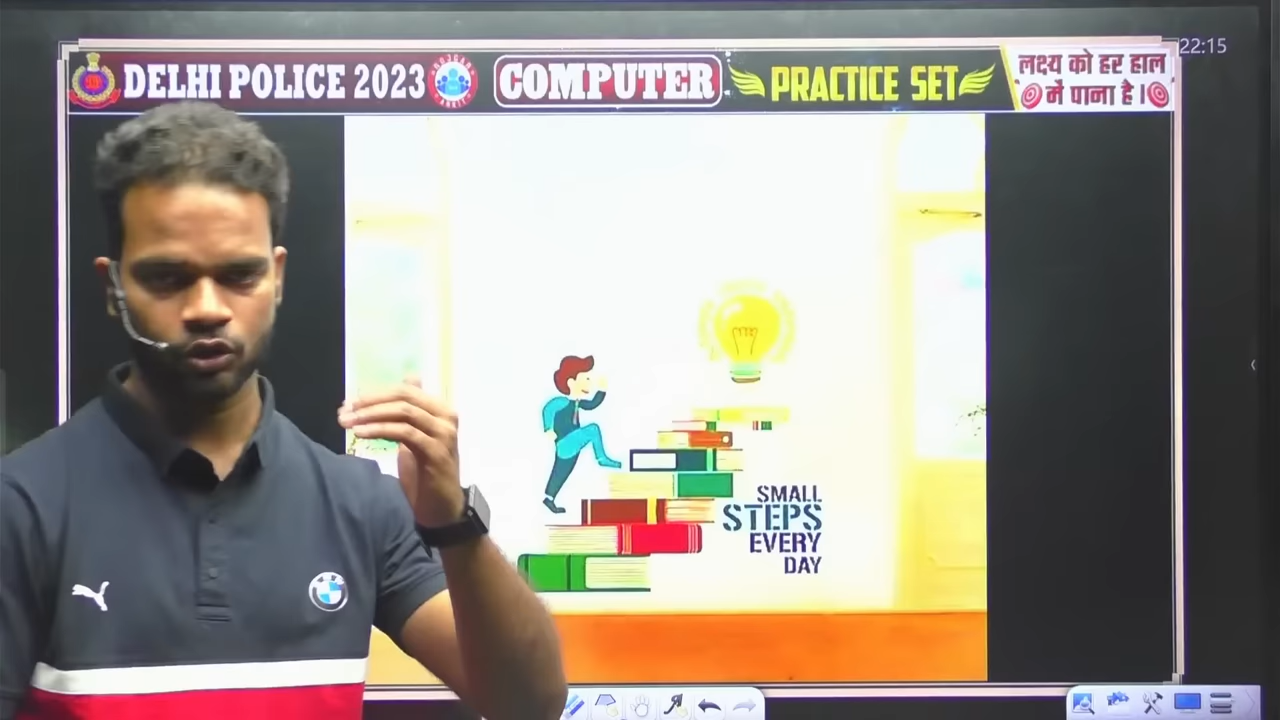 22:15
DELHI POLICE 2023
COMPUTER
PRACTICE SET
लक्ष्य को हर हाल
में पाना है।
SMALL
STEPS
EVERY
DAY